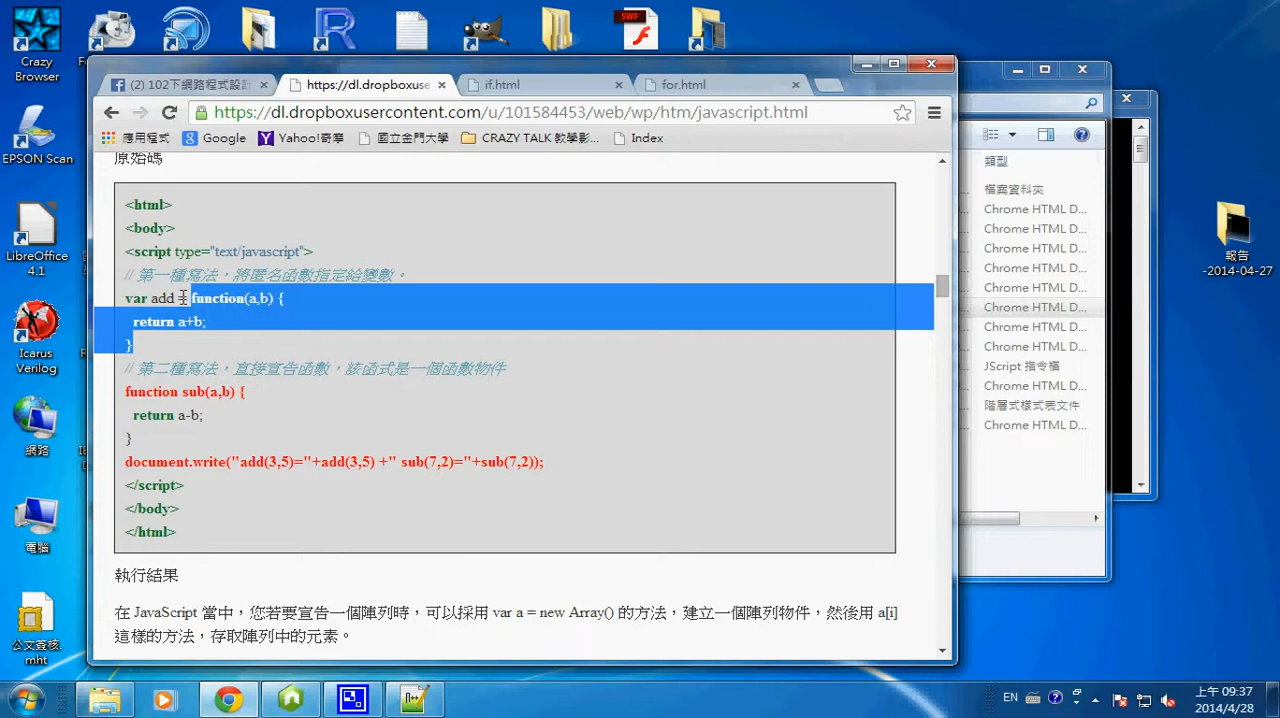 SWF
Crazy
Browser
EPSON Scan
LibreOffice
4.1
Icarus
Verilog
網路
電腦
公文簽核.
mht
(2) 102下網路程式設計
https://dl.dropboxuse
if.html
for.html
https://dl.dropboxusercontent.com/u/101584453/web/wp/htm/javascript.html
應用程式
Google
Yahoo!奇摩
國立金門大學
CRAZY TALK 教學影...
Index
原始碼
<html>
<body>
<script type="text/javascript">
// 第一種寫法，將匿名函數指定給變數。
var add = function(a,b) {
return a+b;
}
// 第二種寫法，直接宣告函數，該函式是一個函數物件
function sub(a,b) {
return a-b;
}
document.write("add(3,5)="+add(3,5) +" sub(7,2)="+sub(7,2));
</script>
</body>
</html>
執行結果
在 JavaScript 當中，您若要宣告一個陣列時，可以採用 var a = new Array() 的方法，建立一個陣列物件，然後用 a[i]
這樣的方法，存取陣列中的元素。
類型
檔案資料夾
Chrome HTML D...
Chrome HTML D...
Chrome HTML D...
Chrome HTML D...
Chrome HTML D...
Chrome HTML D...
Chrome HTML D...
Chrome HTML D...
JScript 指令檔
Chrome HTML D...
階層式樣式表文件
Chrome HTML D...
報告
-2014-04-27
EN
上午 09:37
2014/4/28